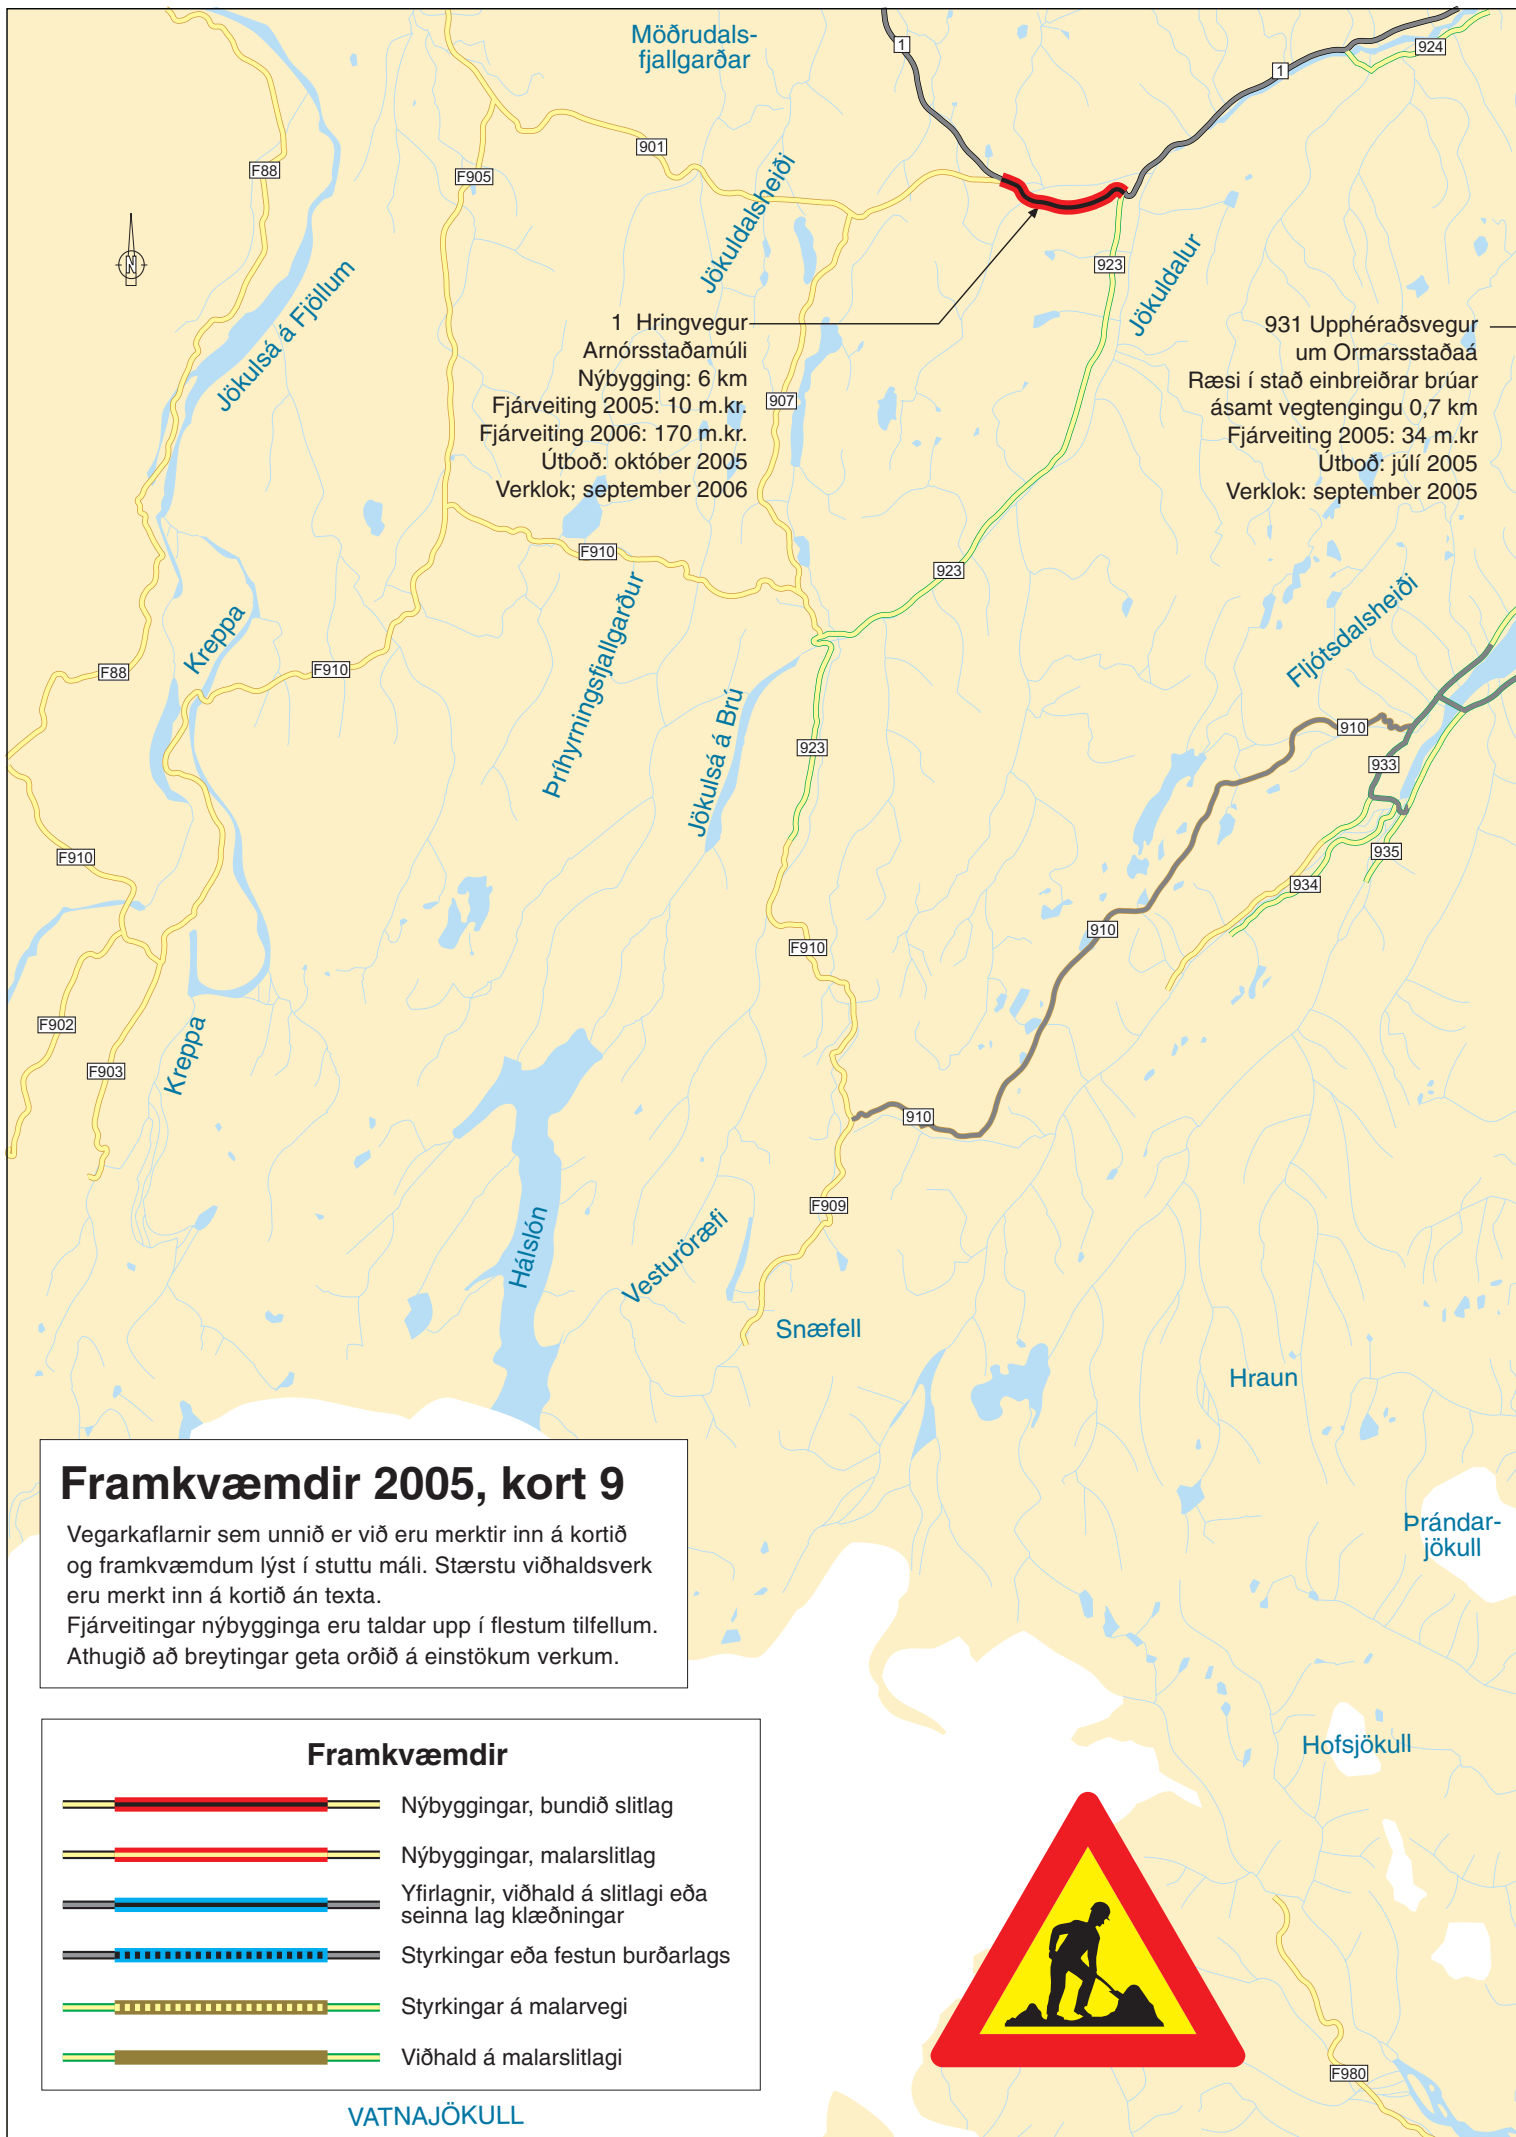 Möðrudals-
fjallgarðar
1
924
1
901
F88
F905
Jökuldalsheiði
923
Jökuldalur
Jökulsá á Fjöllum
1 Hringvegur
Arnórsstaðamúli
Nýbygging: 6 km
Fjárveiting 2005: 10 m.kr.
Fjárveiting 2006: 170 m.kr.
Útboð: október 2005
Verklok; september 2006
931 Upphéraðsvegur
um Ormarsstaðaá
Ræsi í stað einbreiðrar brúar
ásamt vegtengingu 0,7 km
Fjárveiting 2005: 34 m.kr
Útboð: júlí 2005
Verklok: september 2005
907
F910
923
Kreppa
Þríhyrningsfjallgarður
Fljótsdalsheiði
F88
F910
Jökulsá á Brú
923
910
933
F910
935
934
910
F910
F902
Kreppa
F903
910
F909
Hálslón
Vesturöræfi
Snæfell
Hraun
Framkvæmdir 2005, kort 9
Vegarkaflarnir sem unnið er við eru merktir inn á kortið
og framkvæmdum lýst í stuttu máli. Stærstu viðhaldsverk
eru merkt inn á kortið án texta.
Fjárveitingar nýbygginga eru taldar upp í flestum tilfellum.
Athugið að breytingar geta orðið á einstökum verkum.
Þrándar-
jökull
Hofsjökull
Framkvæmdir
Nýbyggingar, bundið slitlag
Nýbyggingar, malarslitlag
Yfirlagnir, viðhald á slitlagi eða
seinna lag klæðningar
Styrkingar eða festun burðarlags
Styrkingar á malarvegi
Viðhald á malarslitlagi
F980
VATNAJÖKULL
N